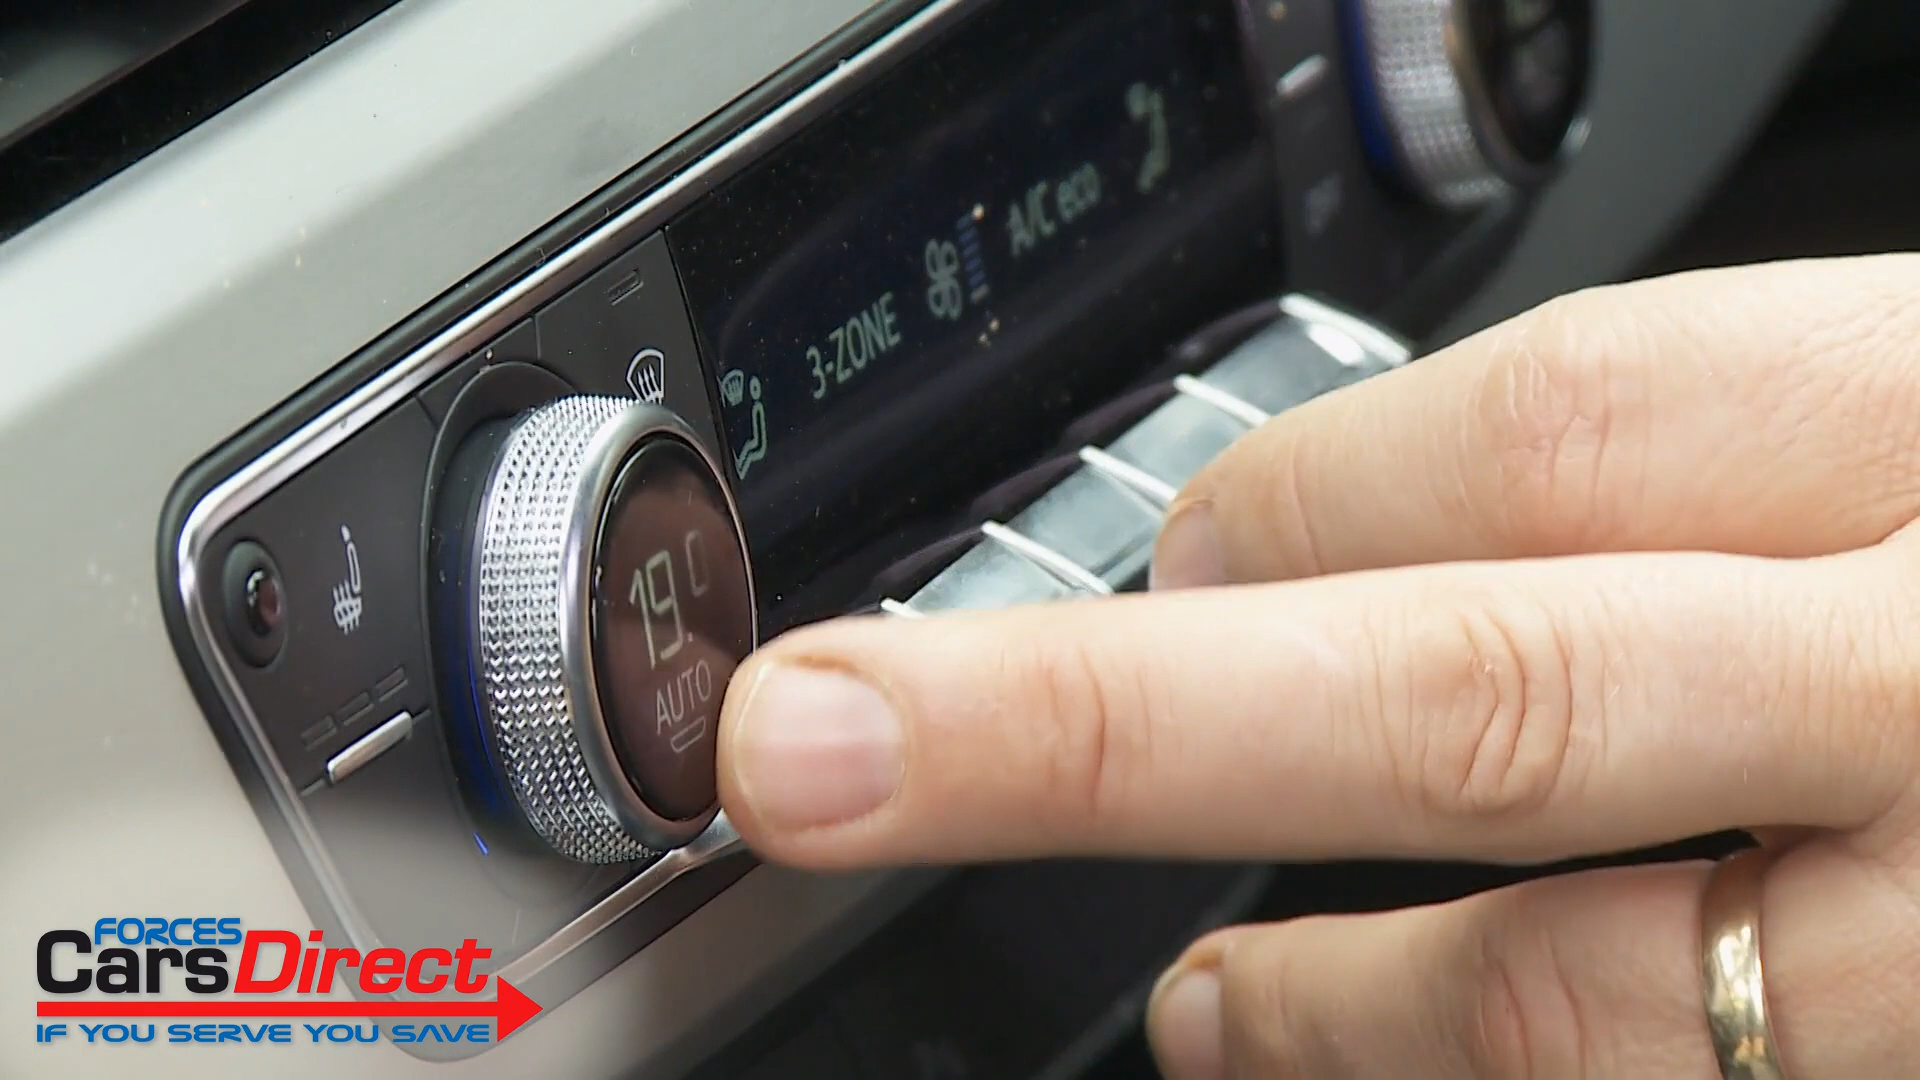 3-ZONE
A/C eco
19.0
AUTO
FORCES
CarsDirect
IF YOU SERVE YOU SAVE